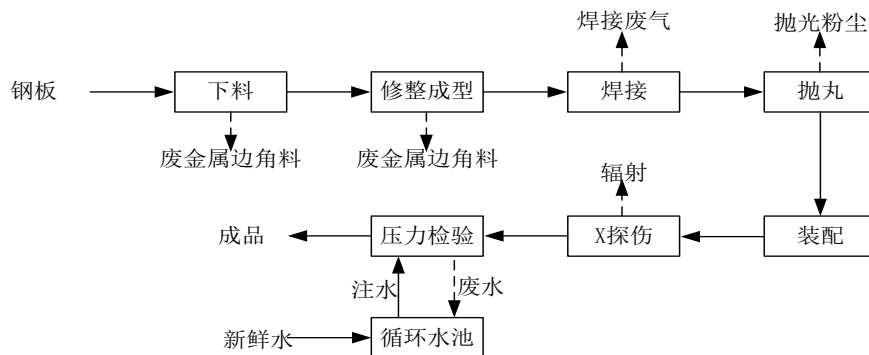 焊接废气
抛光粉尘
钢板
下料
修整成型
焊接
抛丸
废金属边角料
废金属边角料
辐射
成品
压力检验
X探伤
装配
注水
废水
新鲜水
循环水池